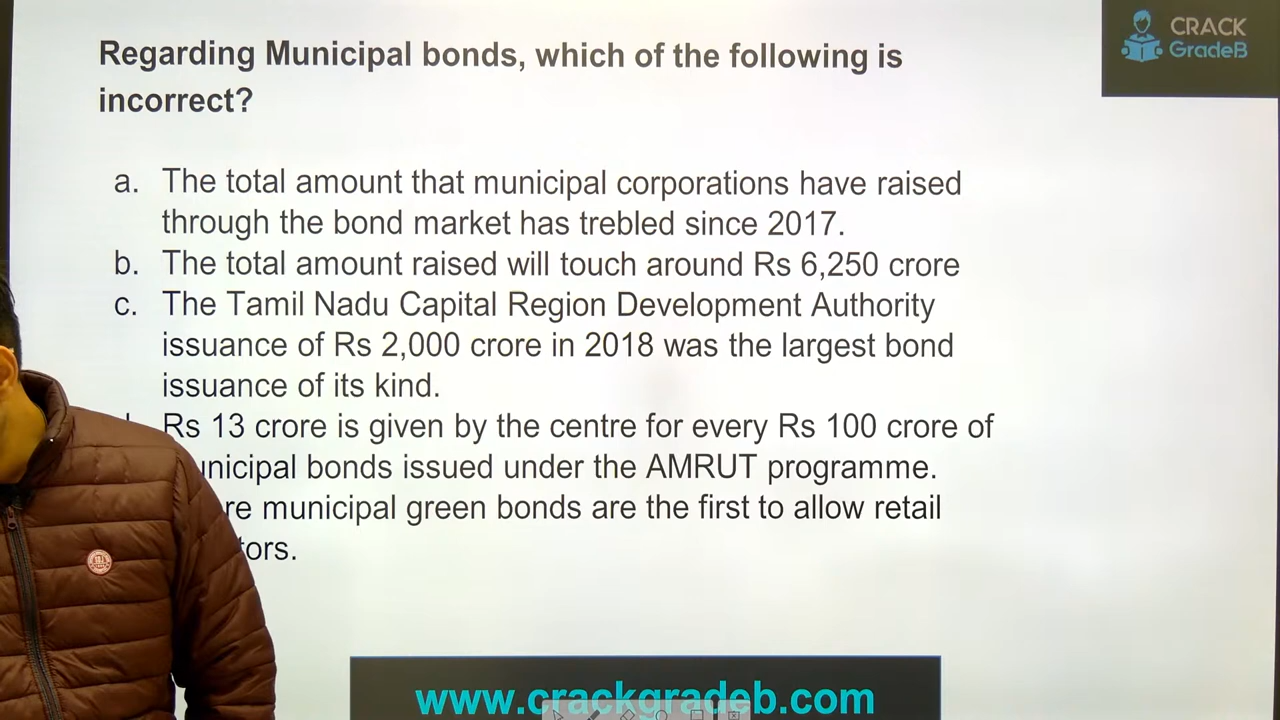 Regarding Municipal bonds, which of the following is
incorrect?
CRACK
GradeB
a. The total amount that municipal corporations have raised
through the bond market has trebled since 2017.
b. The total amount raised will touch around Rs 6,250 crore
c. The Tamil Nadu Capital Region Development Authority
issuance of Rs 2,000 crore in 2018 was the largest bond
issuance of its kind.
Rs 13 crore is given by the centre for every Rs 100 crore of
bonds issued under the AMRUT programme.
municipal green bonds are the first to allow retail
www.crackgradeb.com